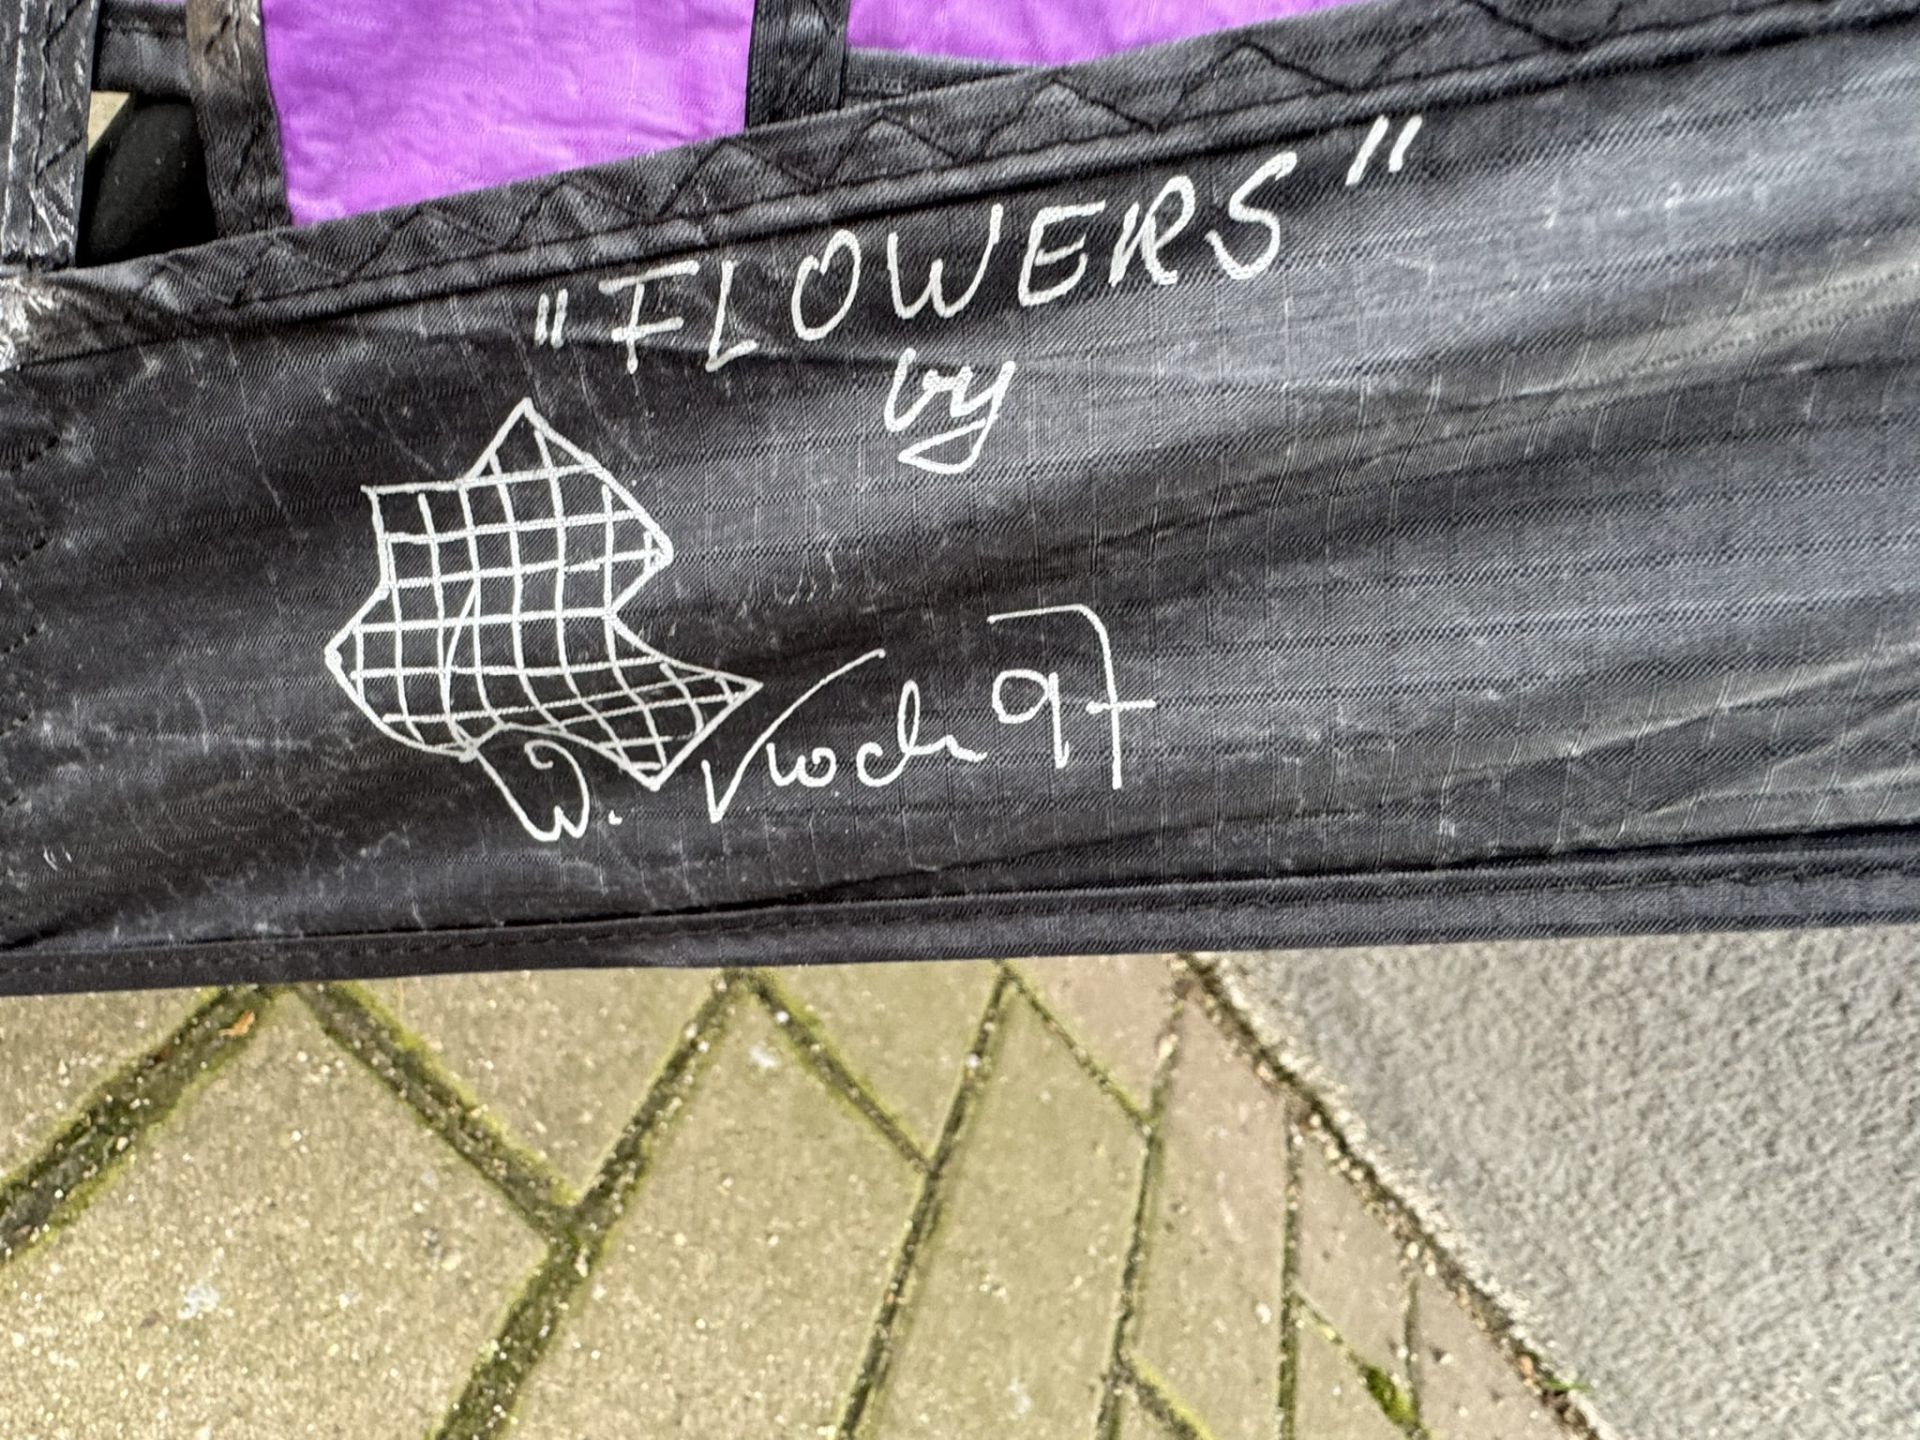 "FLOWERS"
by
W. Vloch 97